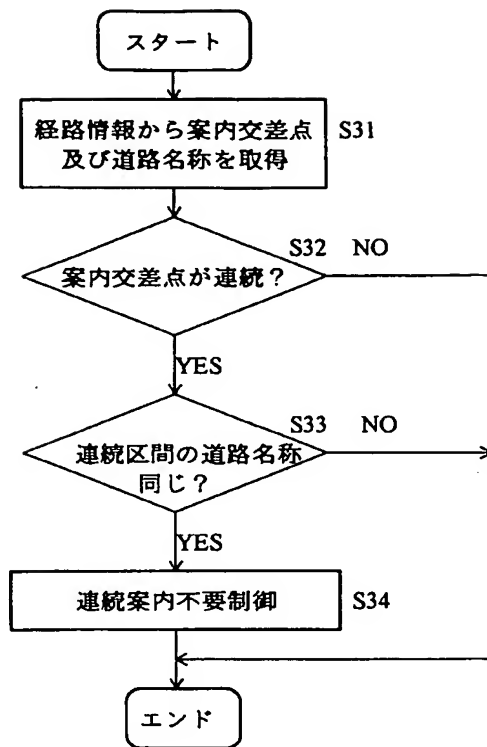 スタート
経路情報から案内交差点
及び道路名称を取得
S31
S32 NO
案内交差点が連続？
YES
S33 NO
連続区間の道路名称
同じ？
YES
連続案内不要制御
S34
エンド